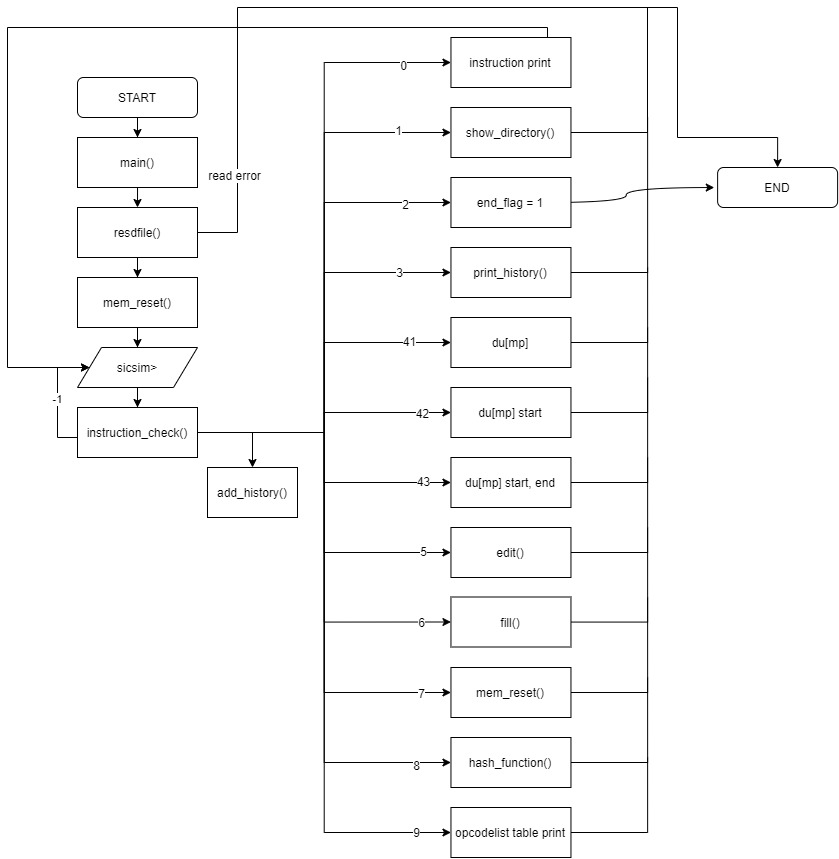 START
main()
read error
resdfile()
mem_reset()
sicsim>
-1
instruction_check()
add_history()
0
instruction print
1
show_directory()
2
end_flag = 1
END
3
print_history()
41
du[mp]
42
du[mp] start
43
du[mp] start, end
5
edit()
6
fill()
7
mem_reset()
8
hash_function()
9
opcodelist table print